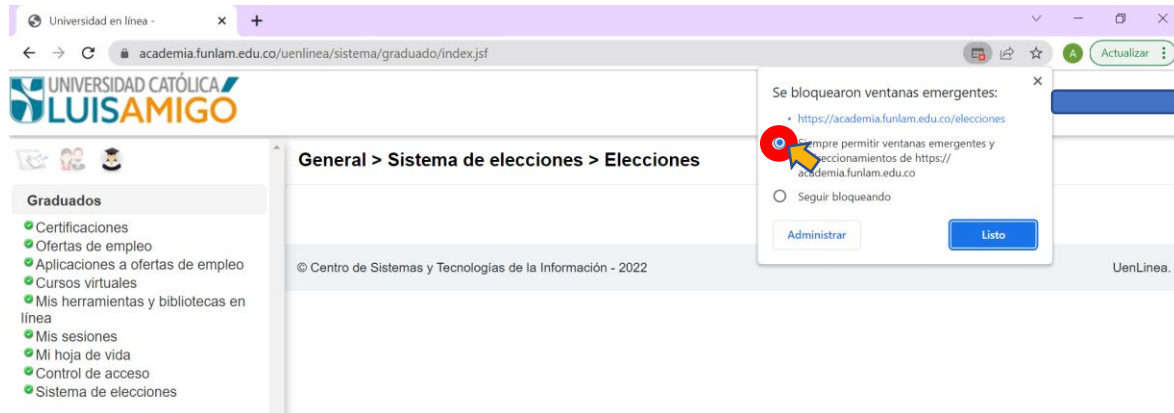 Universidad en línea -
academia.funlam.edu.co/uenlinea/sistema/graduado/index.jsf
A
Actualizar
UNIVERSIDAD CATÓLICA
LUISAMIGO
Se bloquearon ventanas emergentes:
https://academia.funlam.edu.co/elecciones
Siempre permitir ventanas emergentes y
de https://
academia.funlam.edu.co
Seguir bloqueando
Administrar
Listo
General > Sistema de elecciones > Elecciones
Graduados
Certificaciones
Ofertas de empleo
Aplicaciones a ofertas de empleo
Cursos virtuales
Mis herramientas y bibliotecas en
línea
Mis sesiones
Mi hoja de vida
Control de acceso
Sistema de elecciones
© Centro de Sistemas y Tecnologías de la Información - 2022
UenLinea.